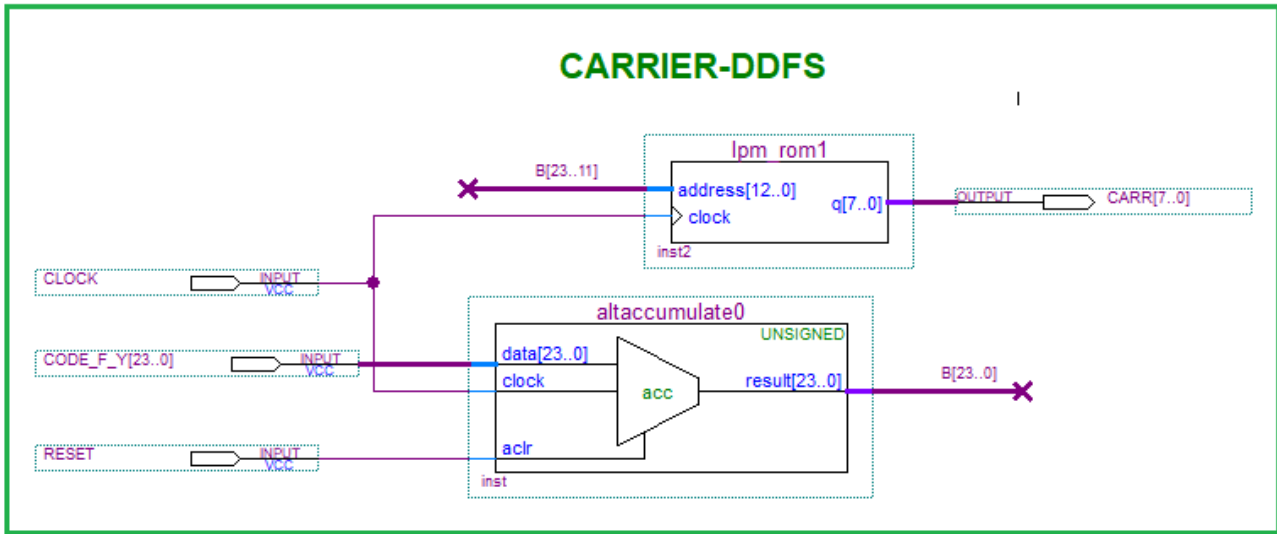 CARRIER-DDFS
lpm_rom1
B[23..11]
address[12..0]
q[7..0]
OUTPUT
CARR[7..0]
clock
inst2
CLOCK
INPUT
VCC
altaccumulate0
UNSIGNED
CODE_F_Y[23..0]
INPUT
VCC
data[23..0]
clock
acc
result[23..0]
B[23..0]
RESET
INPUT
VCC
aclr
inst